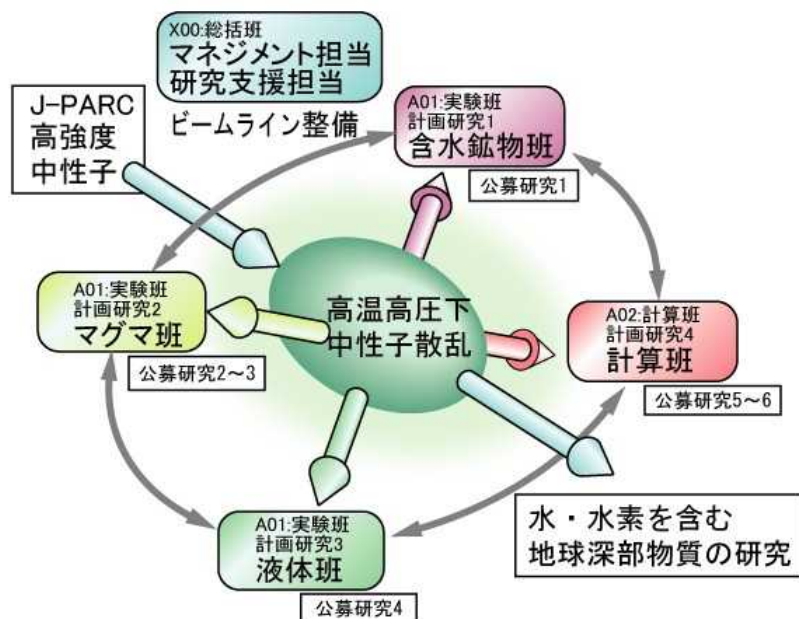 X00:総括班
マネジメント担当
研究支援担当
ビームライン整備
J-PARC
高強度
中性子
A01:実験班
計画研究1
含水鉱物班
公募研究1
A01:実験班
計画研究2
マグマ班
公募研究2～3
高温高圧下
中性子散乱
A02:計算班
計画研究4
計算班
公募研究5～6
A01:実験班
計画研究3
液体班
公募研究4
水・水素を含む
地球深部物質の研究